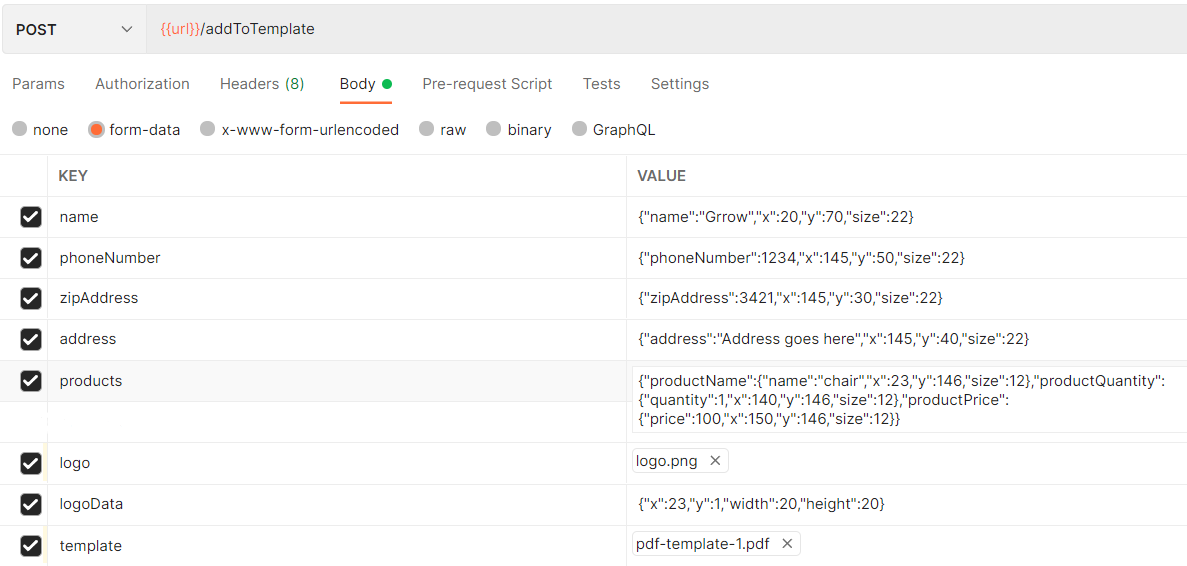 POST {{url}}/addToTemplate
Params Authorization Headers (8) Body Pre-request Script Tests Settings
none form-data x-www-form-urlencoded raw binary GraphQL
KEY VALUE
name {"name":"Grrow","x":20,"y":70,"size":22}
phoneNumber {"phoneNumber":1234,"x":145,"y":50,"size":22}
zipAddress {"zipAddress":3421,"x":145,"y":30,"size":22}
address {"address":"Address goes here","x":145,"y":40,"size":22}
products {"productName":{"name":"chair","x":23,"y":146,"size":12},"productQuantity":
{"quantity":1,"x":140,"y":146,"size":12},"productPrice":
{"price":100,"x":150,"y":146,"size":12}}
logo logo.png
logoData {"x":23,"y":1,"width":20,"height":20}
template pdf-template-1.pdf